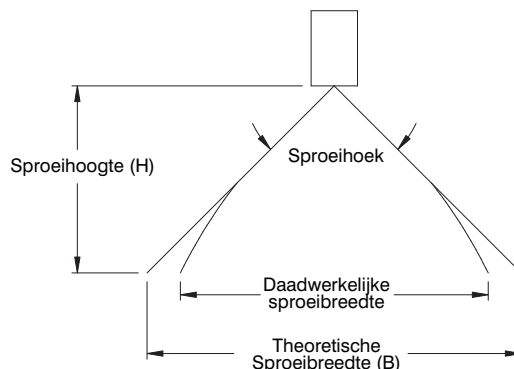 Sproeihoek
Sproeihoogte (H)
Daadwerkelijke
sproeibreedte
Theoretische
Sproeibreedte (B)